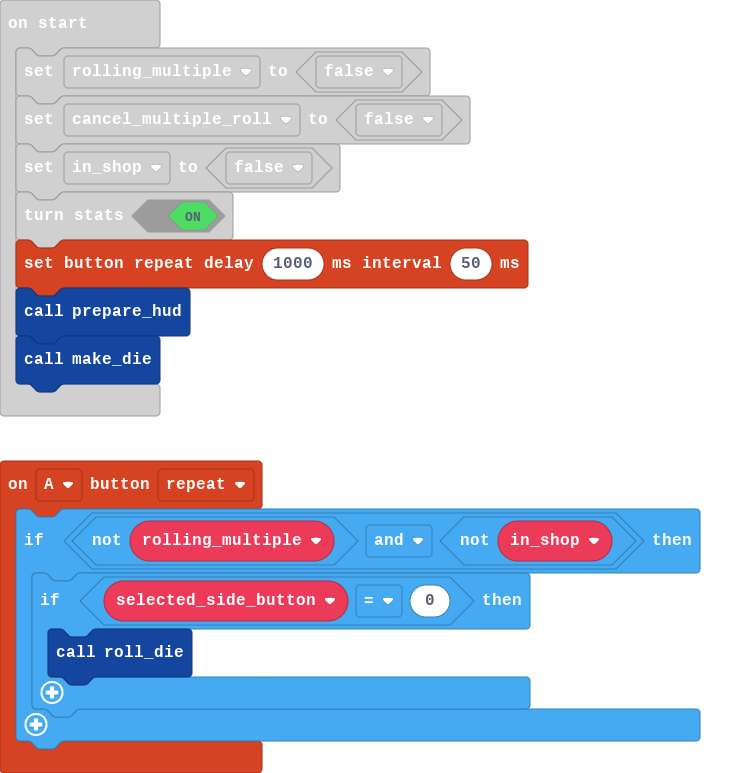 on start
set rolling_multiple to false
set cancel_multiple_roll to false
set in_shop to false
turn stats ON
set button repeat delay 1000 ms interval 50 ms
call prepare_hud
call make_die
on A button repeat
if not rolling_multiple and not in_shop then
if selected_side_button = 0 then
call roll_die